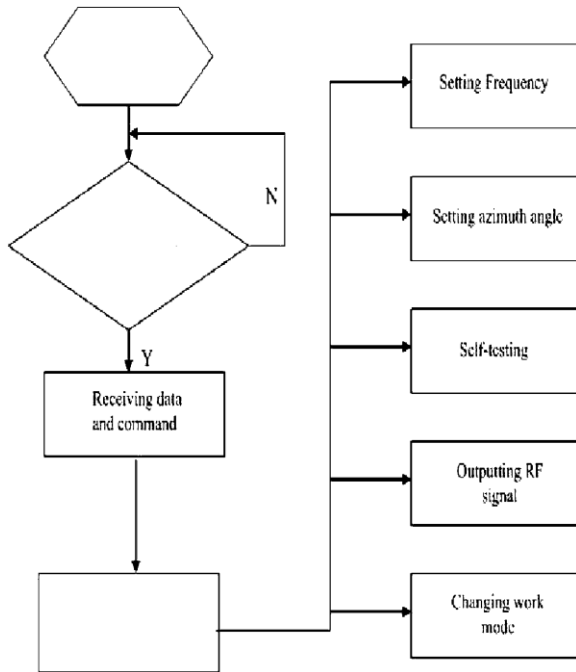 N
Y
Receiving data
and command
Setting Frequency
Setting azimuth angle
Self-testing
Outputting RF
signal
Changing work
mode